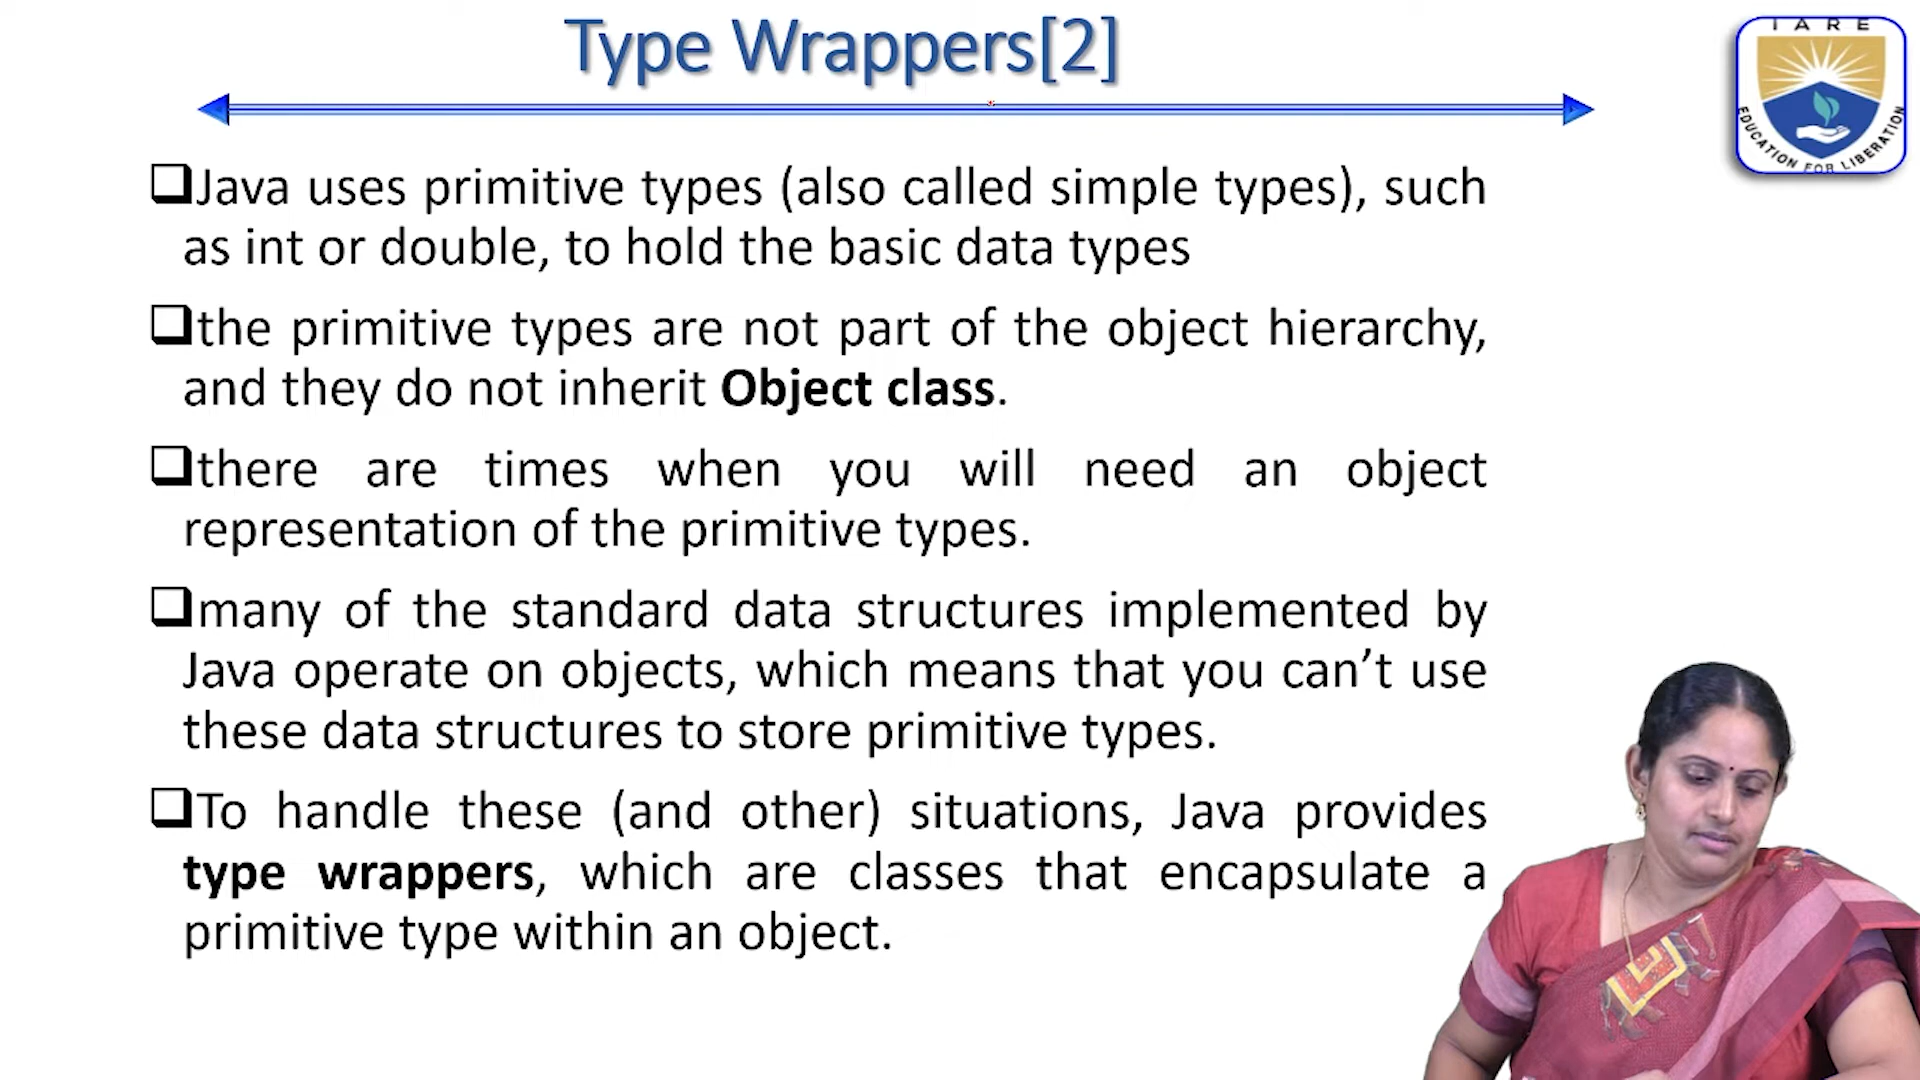 Type Wrappers[2]
IARE
EDUCATION FOR LIBERATION
Java uses primitive types (also called simple types), such
as int or double, to hold the basic data types
the primitive types are not part of the object hierarchy,
and they do not inherit Object class.
there are times when you will need an object
representation of the primitive types.
many of the standard data structures implemented by
Java operate on objects, which means that you can’t use
these data structures to store primitive types.
To handle these (and other) situations, Java provides
type wrappers, which are classes that encapsulate a
primitive type within an object.